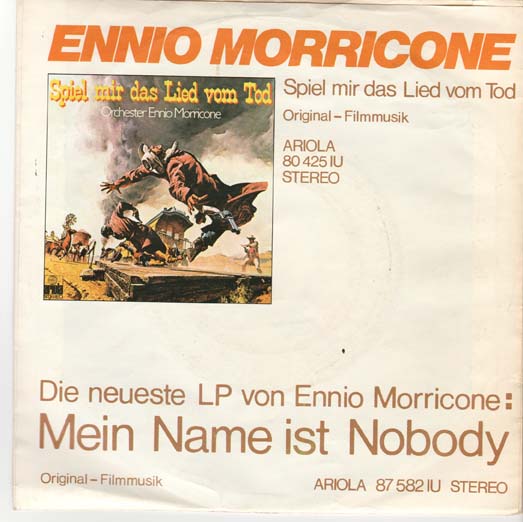 ENNIO MORRICONE
Spiel mir das Lied vom Tod
Orchester Ennio Morricone
Spiel mir das Lied vom Tod
Original – Filmmusik
ARIOLA
80 425 IU
STEREO
Die neueste LP von Ennio Morricone:
Mein Name ist Nobody
Original – Filmmusik
ARIOLA 87 582 IU STEREO